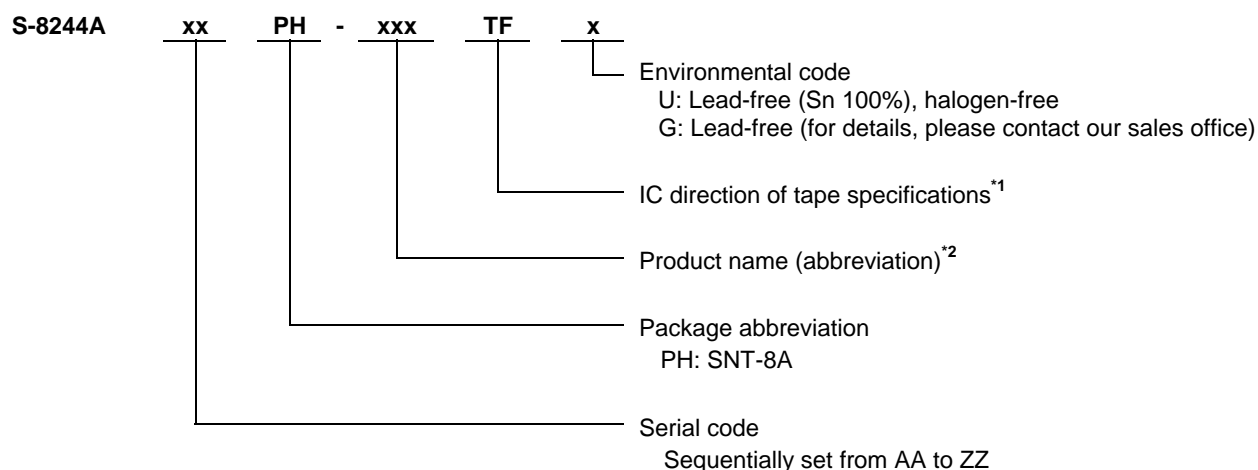 S-8244A xx PH - xxx TF x
Environmental code
U: Lead-free (Sn 100%), halogen-free
G: Lead-free (for details, please contact our sales office)
IC direction of tape specifications*1
Product name (abbreviation)*2
Package abbreviation
PH: SNT-8A
Serial code
Sequentially set from AA to ZZ